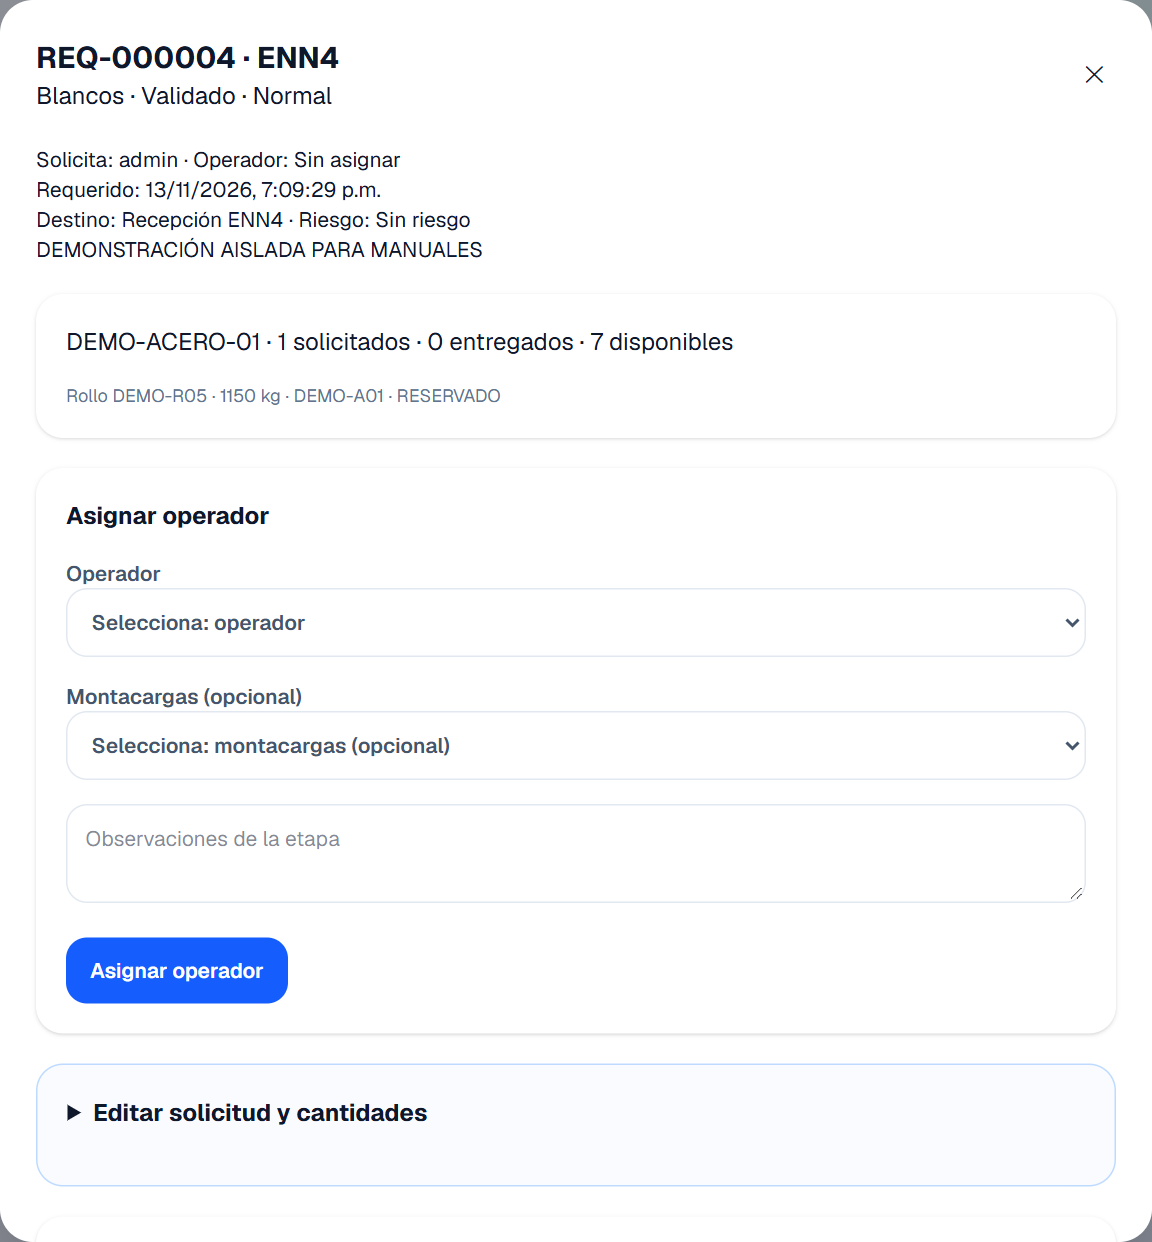 REQ-000004 · ENN4
Blancos · Validado · Normal
Solicita: admin · Operador: Sin asignar
Requerido: 13/11/2026, 7:09:29 p.m.
Destino: Recepción ENN4 · Riesgo: Sin riesgo
DEMONSTRACIÓN AISLADA PARA MANUALES
DEMO-ACERO-01 · 1 solicitados · 0 entregados · 7 disponibles
Rollo DEMO-R05 · 1150 kg · DEMO-A01 · RESERVADO
Asignar operador
Operador
Selecciona: operador
Montacargas (opcional)
Selecciona: montacargas (opcional)
Observaciones de la etapa
Asignar operador
Editar solicitud y cantidades